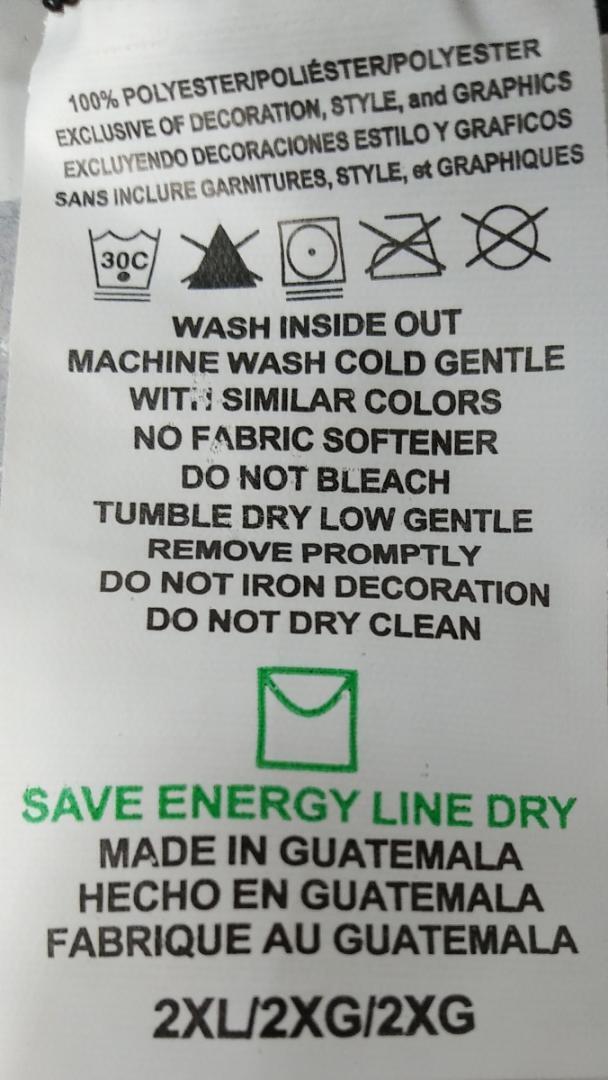 100% POLYESTER/POLIÉSTER/POLYESTER
EXCLUSIVE OF DECORATION, STYLE, and GRAPHICS
EXCLUYENDO DECORACIONES ESTILO Y GRAFICOS
SANS INCLURE GARNITURES, STYLE, et GRAPHIQUES
30C
WASH INSIDE OUT
MACHINE WASH COLD GENTLE
WITH SIMILAR COLORS
NO FABRIC SOFTENER
DO NOT BLEACH
TUMBLE DRY LOW GENTLE
REMOVE PROMPTLY
DO NOT IRON DECORATION
DO NOT DRY CLEAN
SAVE ENERGY LINE DRY
MADE IN GUATEMALA
HECHO EN GUATEMALA
FABRIQUE AU GUATEMALA
2XL/2XG/2XG